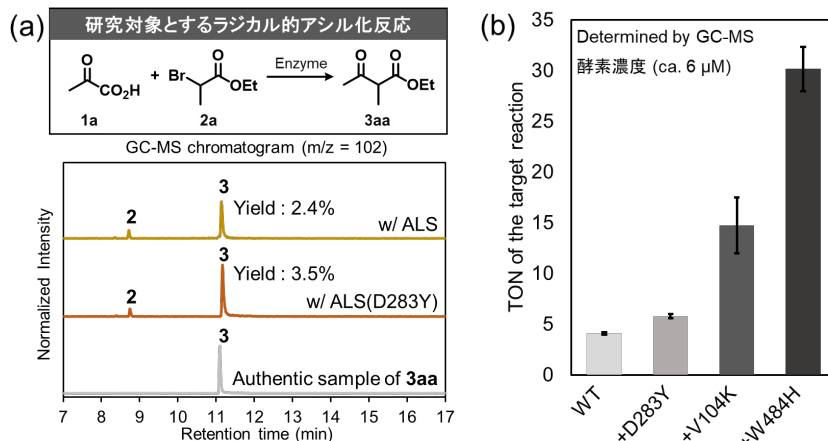 (a)
研究対象とするラジカル的アシル化反応
O
CO2H
1a
+
Br
O
OEt
2a
Enzyme
O
O
OEt
3aa
GC-MS chromatogram (m/z = 102)
Normalized Intensity
2
3
Yield : 2.4%
w/ ALS
2
3
Yield : 3.5%
w/ ALS(D283Y)
3
Authentic sample of 3aa
7 8 9 10 11 12 13 14 15 16 17
Retention time (min)
(b)
Determined by GC-MS
酵素濃度 (ca. 6 μM)
TON of the target reaction
35
30
25
20
15
10
5
0
WT
+D283Y
+V104K
+W484H